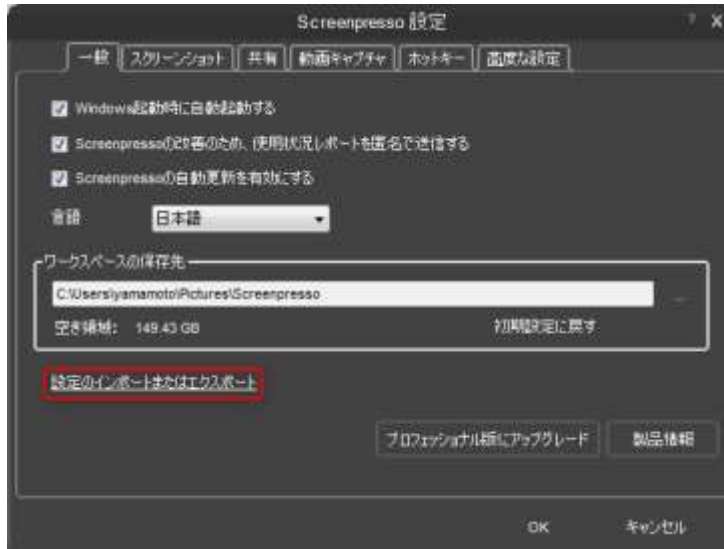 Screenpresso 設定
? X
一般 スクリーンショット 共有 動画キャプチャ ホットキー 高度な設定
Windows起動時に自動起動する
Screenpressoの改善のため、使用状況レポートを匿名で送信する
Screenpressoの自動更新を有効にする
言語 日本語
ワークスペースの保存先
C:\Users\yamamoto\Pictures\Screenpresso ...
空き領域: 149.43 GB 初期設定に戻す
設定のインポートまたはエクスポート
プロフェッショナル版にアップグレード 製品情報
OK キャンセル